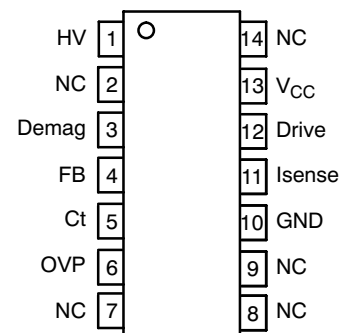 HV 1 14 NC
NC 2 13 VCC
Demag 3 12 Drive
FB 4 11 Isense
Ct 5 10 GND
OVP 6 9 NC
NC 7 8 NC